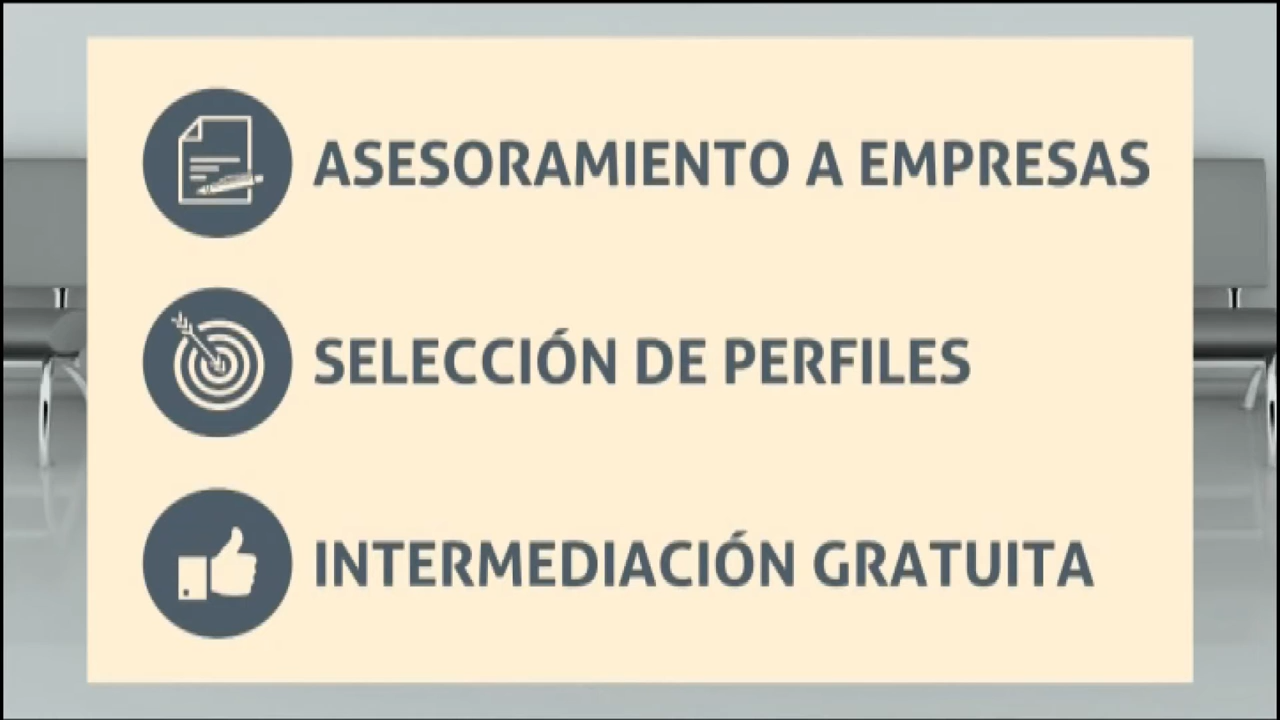 ASESORAMIENTO A EMPRESAS
SELECCIÓN DE PERFILES
INTERMEDIACIÓN GRATUITA